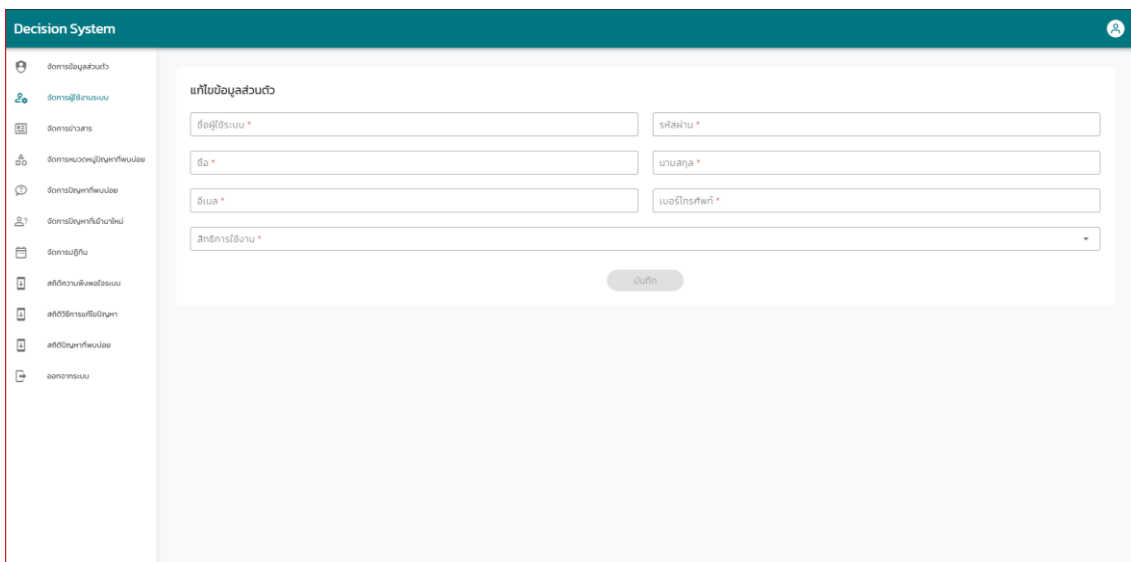 Decision System
จัดการข้อมูลส่วนตัว
จัดการผู้ใช้งานระบบ
จัดการข่าวสาร
จัดการหมวดหมู่ปัญหาที่พบบ่อย
จัดการปัญหาที่พบบ่อย
จัดการปัญหาที่เข้ามาใหม่
จัดการปฏิทิน
สถิติความพึงพอใจระบบ
สถิติวิธีการแก้ไขปัญหา
สถิติปัญหาที่พบบ่อย
ออกจากระบบ
แก้ไขข้อมูลส่วนตัว
ชื่อผู้ใช้ระบบ *
รหัสผ่าน *
ชื่อ *
นามสกุล *
อีเมล *
เบอร์โทรศัพท์ *
สิทธิการใช้งาน *
บันทึก